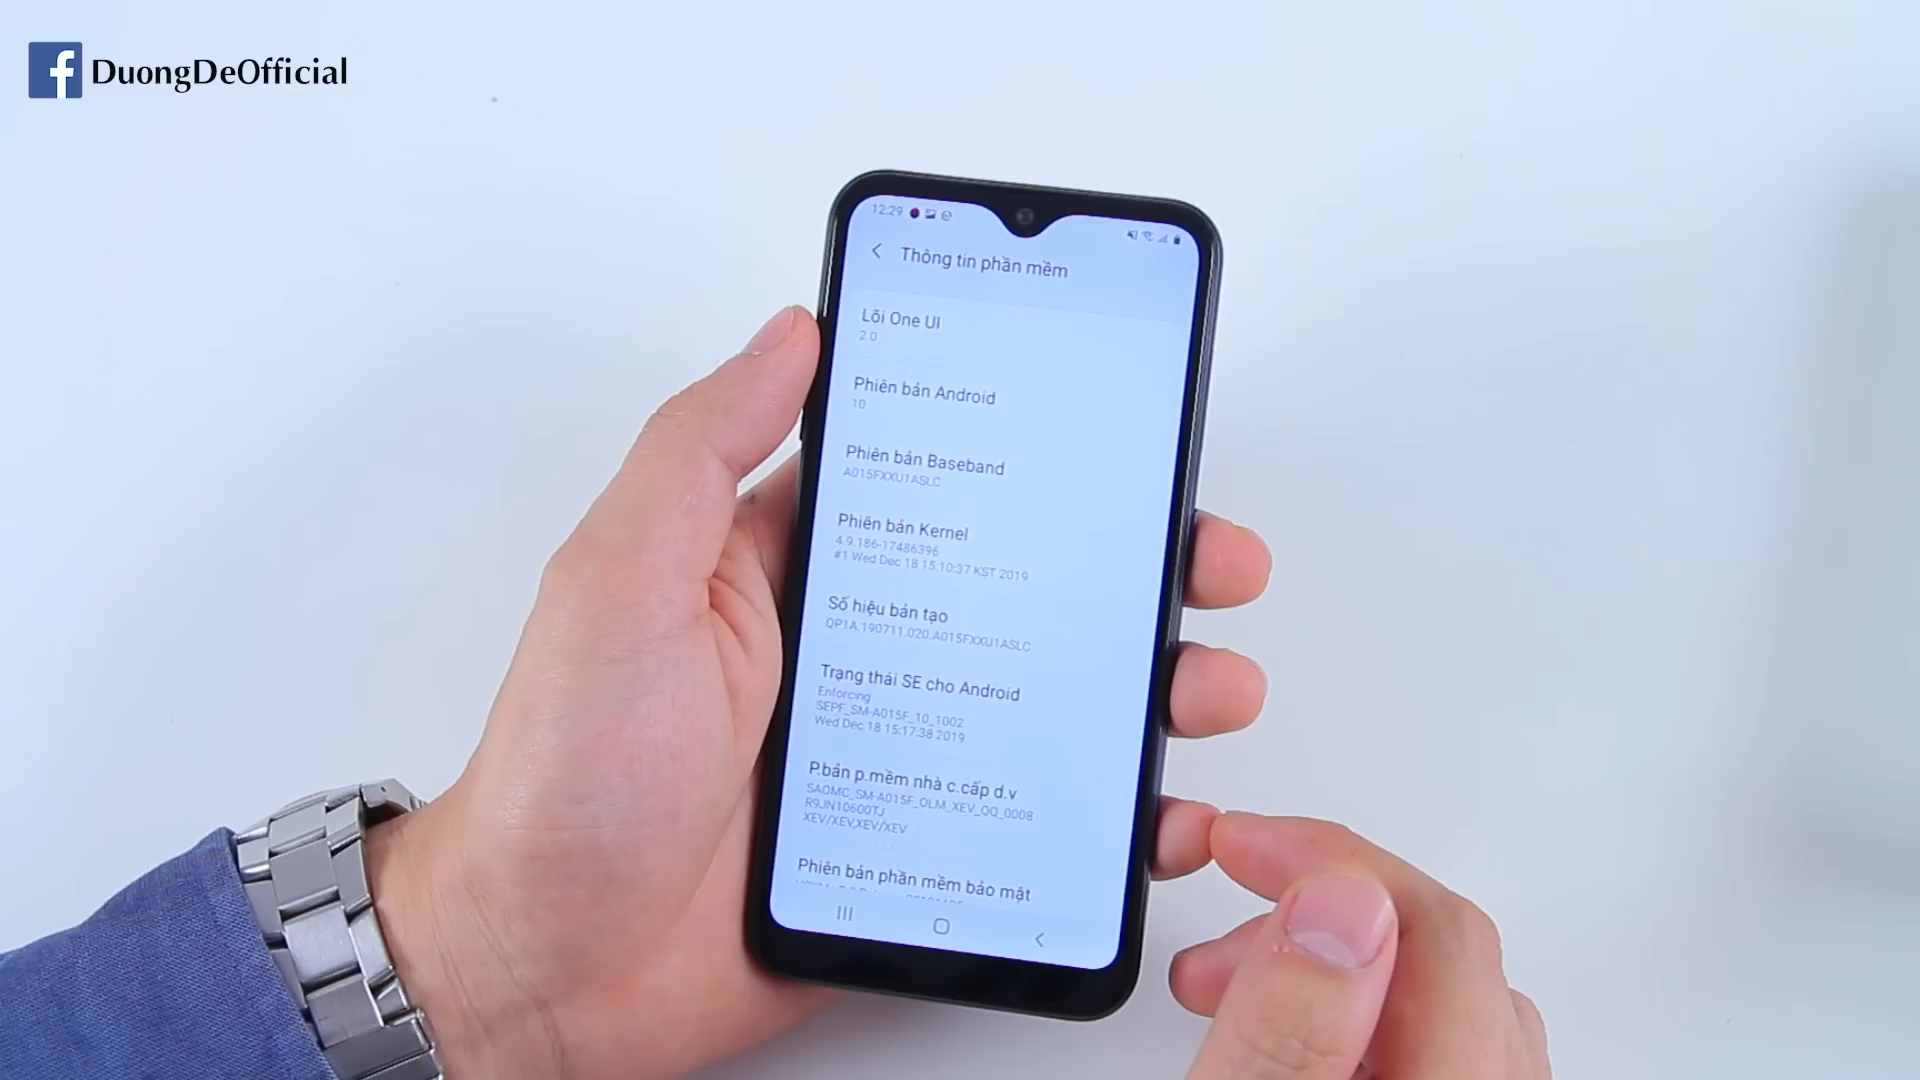 f DuongDeOfficial
12:29
Thông tin phần mềm
Lõi One UI
2.0
Phiên bản Android
10
Phiên bản Baseband
A015FXXU1ASLC
Phiên bản Kernel
4.9.186-17486396
#1 Wed Dec 18 15:10:37 KST 2019
Số hiệu bản tạo
QP1A.190711.020.A015FXXU1ASLC
Trạng thái SE cho Android
Enforcing
SEPF_SM-A015F_10_1002
Wed Dec 18 15:17:38 2019
P.bản p.mềm nhà c.cấp d.v
SAOMC_SM-A015F_OLM_XEV_QQ_0008
R9JN10600TJ
XEV/XEV,XEV/XEV
Phiên bản phần mềm bảo mật